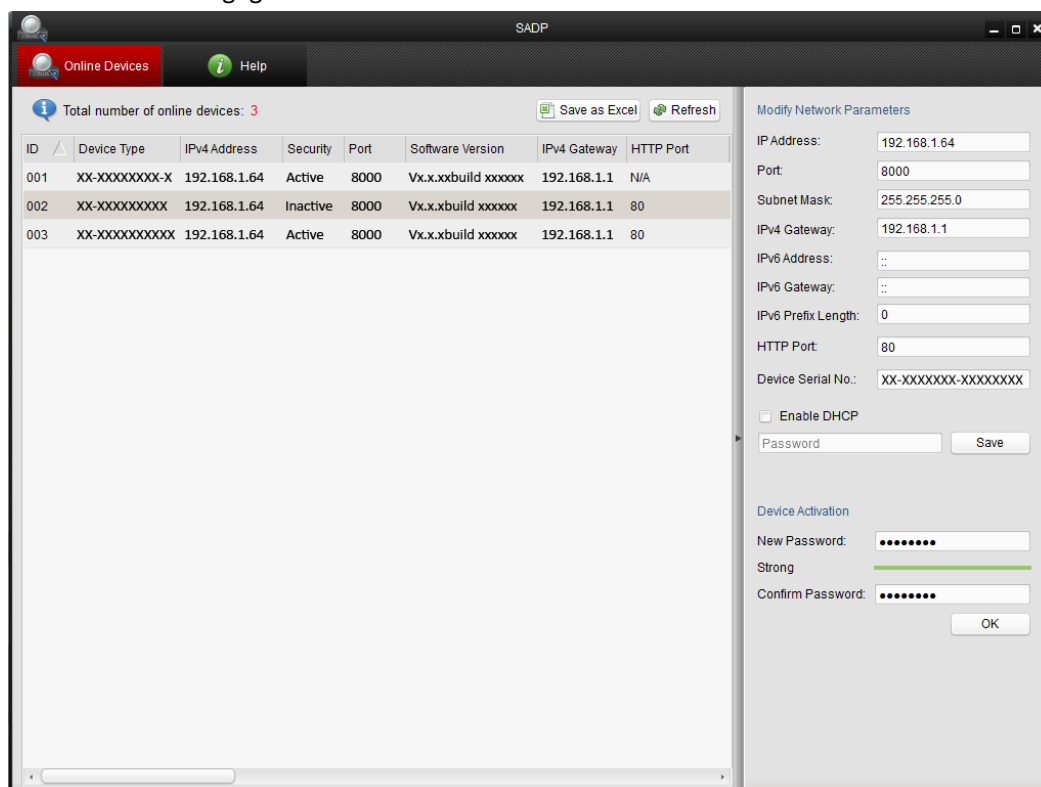 SADP
Online Devices Help
Total number of online devices: 3 Save as Excel Refresh
ID Device Type IPv4 Address Security Port Software Version IPv4 Gateway HTTP Port
001 XX-XXXXXXXX-X 192.168.1.64 Active 8000 Vx.x.xxbuild xxxxxx 192.168.1.1 N/A
002 XX-XXXXXXXXX 192.168.1.64 Inactive 8000 Vx.x.xbuild xxxxxx 192.168.1.1 80
003 XX-XXXXXXXXXX 192.168.1.64 Active 8000 Vx.x.xbuild xxxxxx 192.168.1.1 80
Modify Network Parameters
IP Address: 192.168.1.64
Port: 8000
Subnet Mask: 255.255.255.0
IPv4 Gateway: 192.168.1.1
IPv6 Address: ::
IPv6 Gateway: ::
IPv6 Prefix Length: 0
HTTP Port: 80
Device Serial No.: XX-XXXXXXX-XXXXXXXX
Enable DHCP
Password Save
Device Activation
New Password: ●●●●●●●●
Strong
Confirm Password: ●●●●●●●●
OK